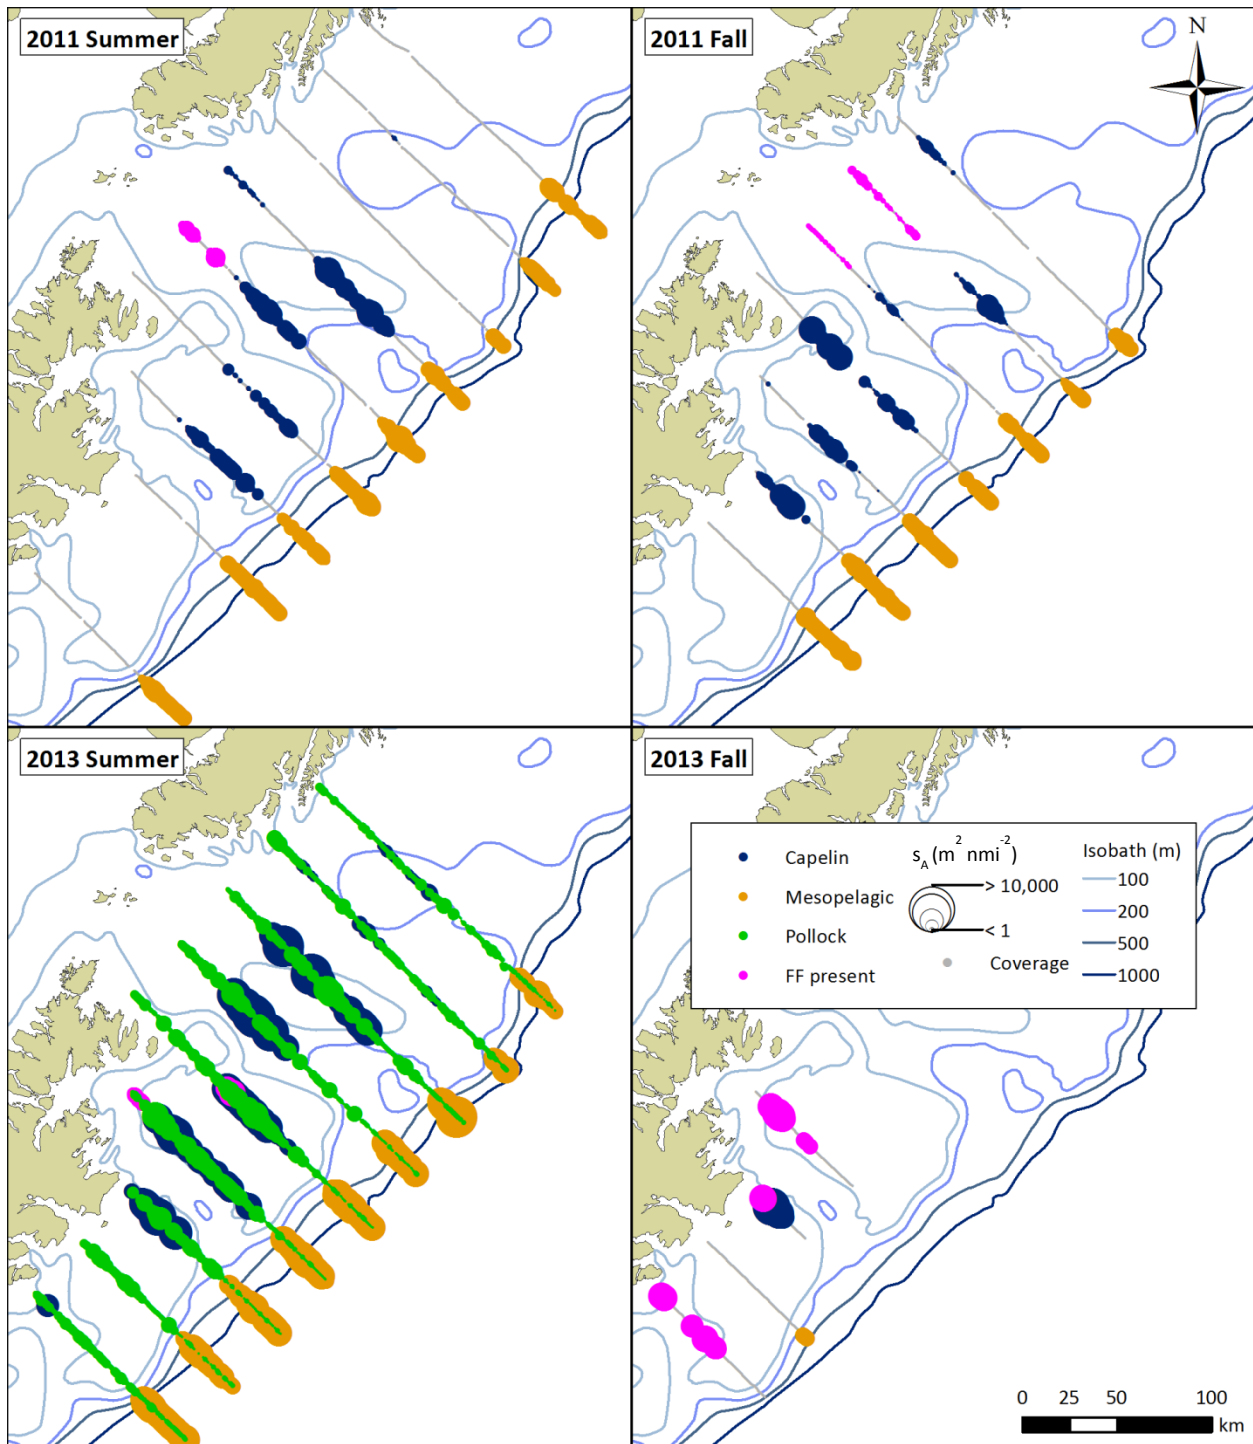 2011 Summer
2011 Fall
N
2013 Summer
2013 Fall
Capelin
Mesopelagic
Pollock
FF present
s_A (m² nmi⁻²)
> 10,000
< 1
Coverage
Isobath (m)
100
200
500
1000
0 25 50 100
km